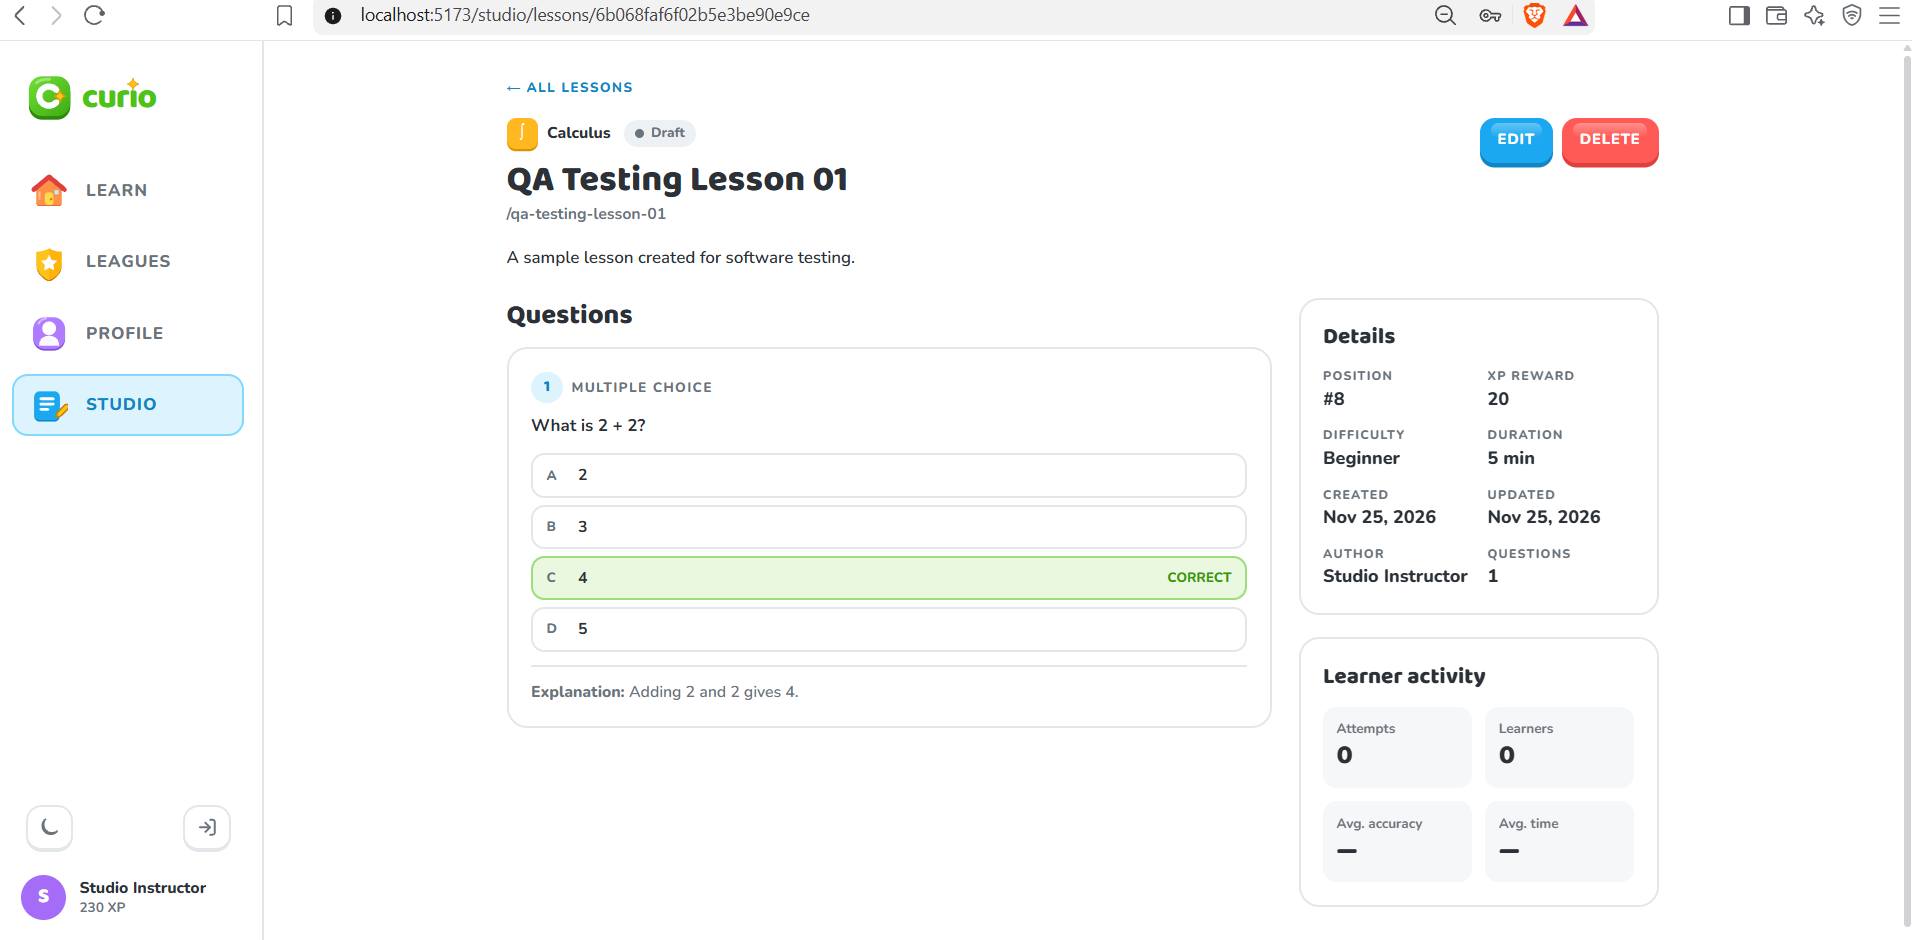 localhost:5173/studio/lessons/6b068faf6f02b5e3be90e9ce
curio
LEARN
LEAGUES
PROFILE
STUDIO
S
Studio Instructor
230 XP
← ALL LESSONS
∫ Calculus Draft
EDIT DELETE
QA Testing Lesson 01
/qa-testing-lesson-01
A sample lesson created for software testing.
Questions
1 MULTIPLE CHOICE
What is 2 + 2?
A 2
B 3
C 4 CORRECT
D 5
Explanation: Adding 2 and 2 gives 4.
Details
POSITION XP REWARD
#8 20
DIFFICULTY DURATION
Beginner 5 min
CREATED UPDATED
Nov 25, 2026 Nov 25, 2026
AUTHOR QUESTIONS
Studio Instructor 1
Learner activity
Attempts Learners
0 0
Avg. accuracy Avg. time
— —